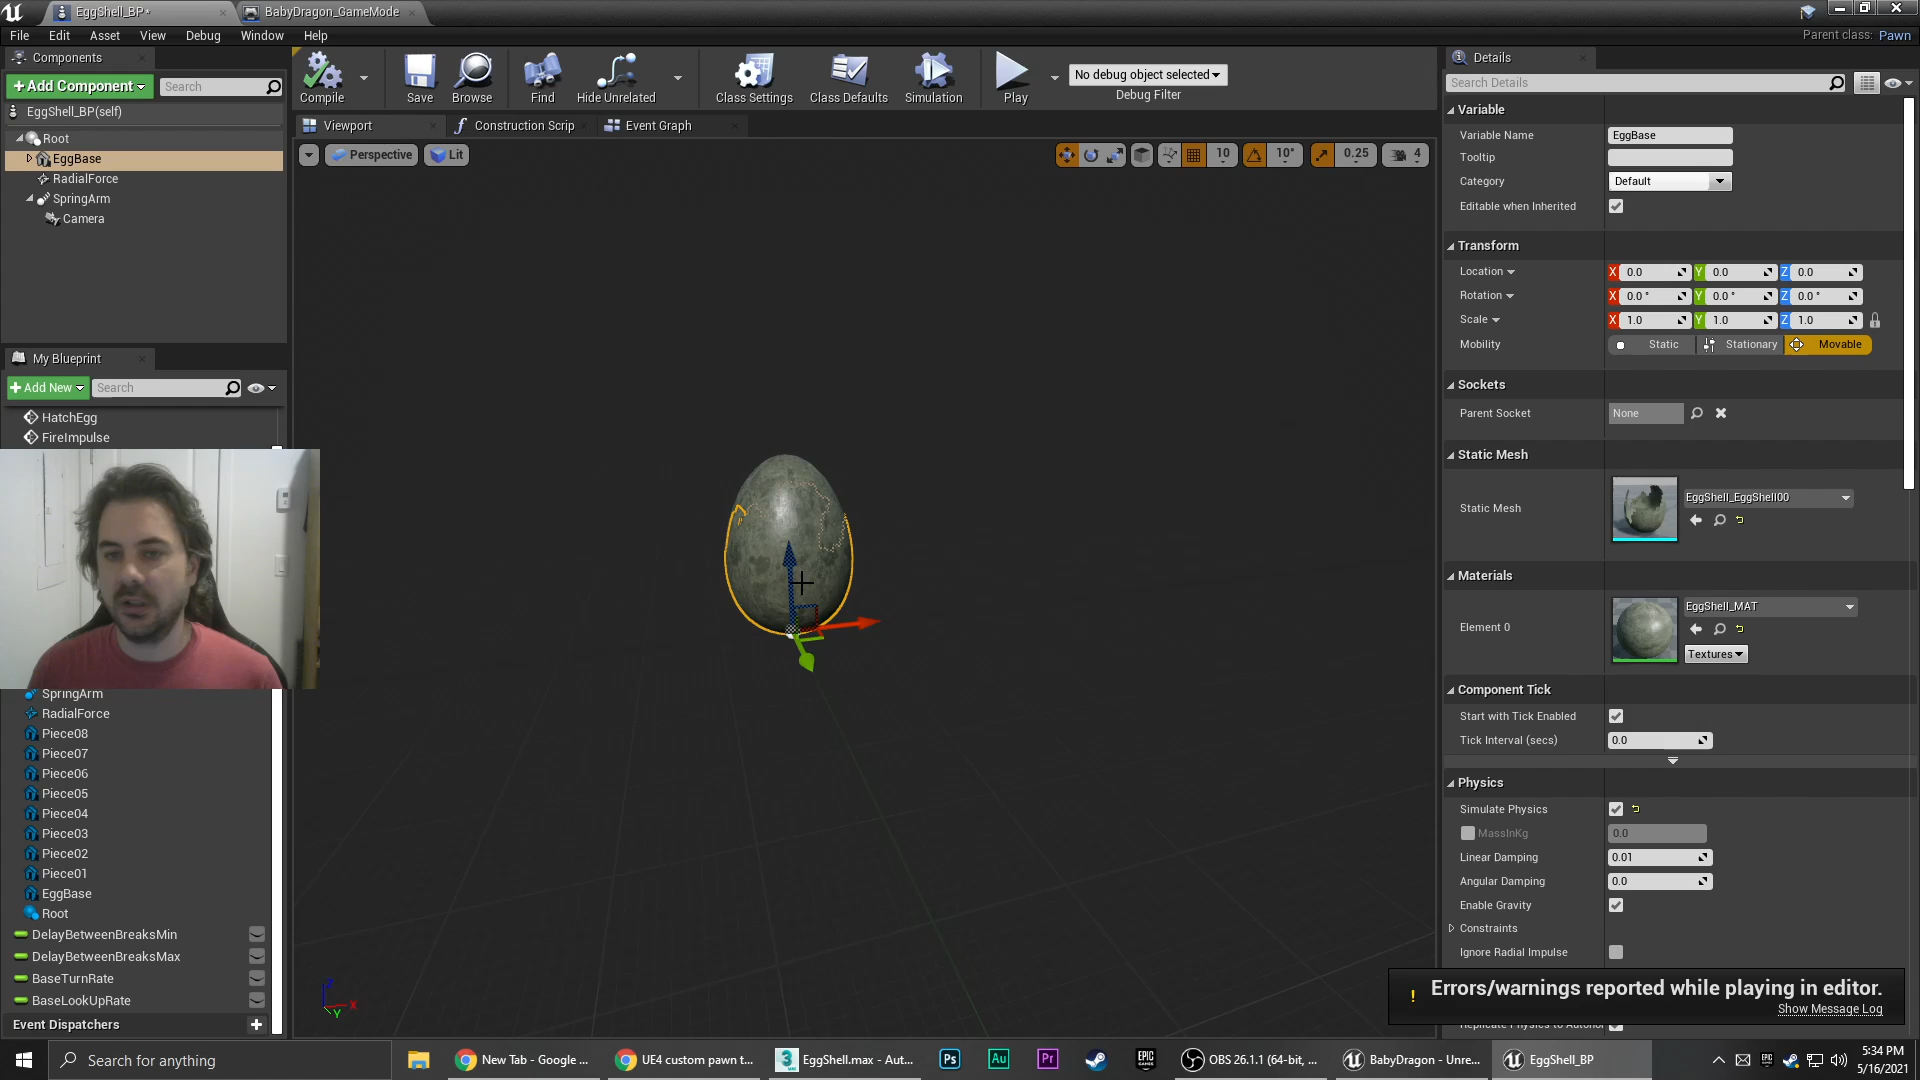 EggShell_BP*
BabyDragon_GameMode
File Edit Asset View Debug Window Help
Parent class: Pawn
Components
+Add Component
Search
EggShell_BP(self)
Root
EggBase
RadialForce
SpringArm
Camera
My Blueprint
+Add New
Search
HatchEgg
FireImpulse
SpringArm
RadialForce
Piece08
Piece07
Piece06
Piece05
Piece04
Piece03
Piece02
Piece01
EggBase
Root
DelayBetweenBreaksMin
DelayBetweenBreaksMax
BaseTurnRate
BaseLookUpRate
Event Dispatchers
Compile Save Browse Find Hide Unrelated Class Settings Class Defaults Simulation Play
No debug object selected
Debug Filter
Viewport Construction Scrip Event Graph
Perspective Lit
10 10° 0.25 4
Z X Y
Details
Search Details
Variable
Variable Name EggBase
Tooltip
Category Default
Editable when Inherited
Transform
Location X 0.0 Y 0.0 Z 0.0
Rotation X 0.0 ° Y 0.0 ° Z 0.0 °
Scale X 1.0 Y 1.0 Z 1.0
Mobility Static Stationary Movable
Sockets
Parent Socket None
Static Mesh
Static Mesh EggShell_EggShell00
Materials
Element 0 EggShell_MAT
Textures
Component Tick
Start with Tick Enabled
Tick Interval (secs) 0.0
Physics
Simulate Physics
MassInKg 0.0
Linear Damping 0.01
Angular Damping 0.0
Enable Gravity
Constraints
Ignore Radial Impulse
! Errors/warnings reported while playing in editor.
Show Message Log
Search for anything
New Tab - Google ...
UE4 custom pawn t...
EggShell.max - Aut...
Ps Au Pr
EPIC GAMES
OBS 26.1.1 (64-bit, ...
BabyDragon - Unre...
EggShell_BP
5:34 PM
5/16/2021